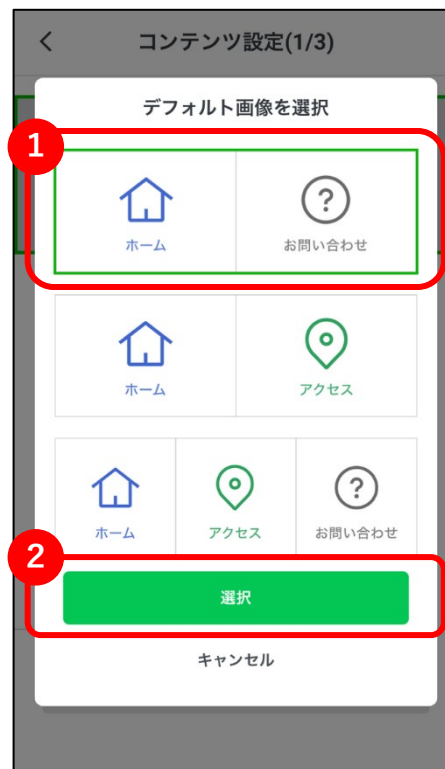 コンテンツ設定(1/3)
デフォルト画像を選択
1
ホーム
お問い合わせ
ホーム
アクセス
ホーム
アクセス
お問い合わせ
2
選択
キャンセル